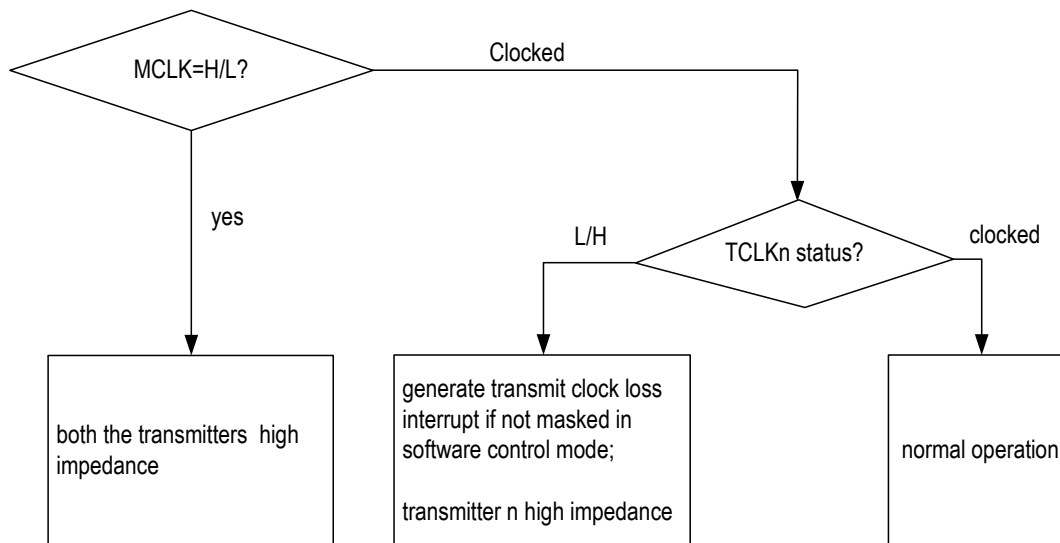 MCLK=H/L?
Clocked
yes
L/H
TCLKn status?
clocked
both the transmitters high
impedance
generate transmit clock loss
interrupt if not masked in
software control mode;
transmitter n high impedance
normal operation